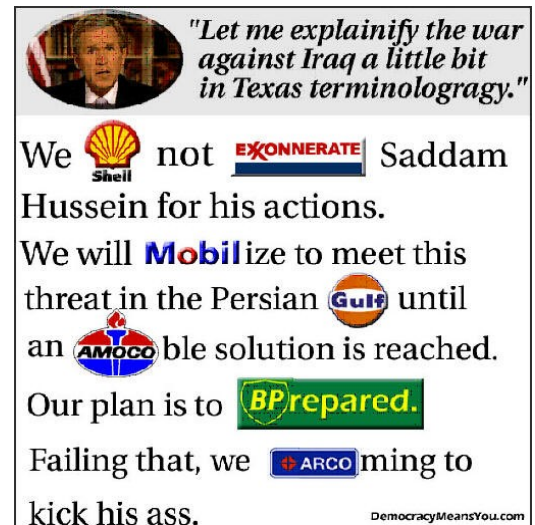 "Let me explainify the war
against Iraq a little bit
in Texas terminologragy."
We Shell not EXXONNERATE Saddam
Hussein for his actions.
We will Mobilize to meet this
threat in the Persian Gulf until
an AMOCO ble solution is reached.
Our plan is to BPrepared.
Failing that, we ARCO ming to
kick his ass.
DemocracyMeansYou.com